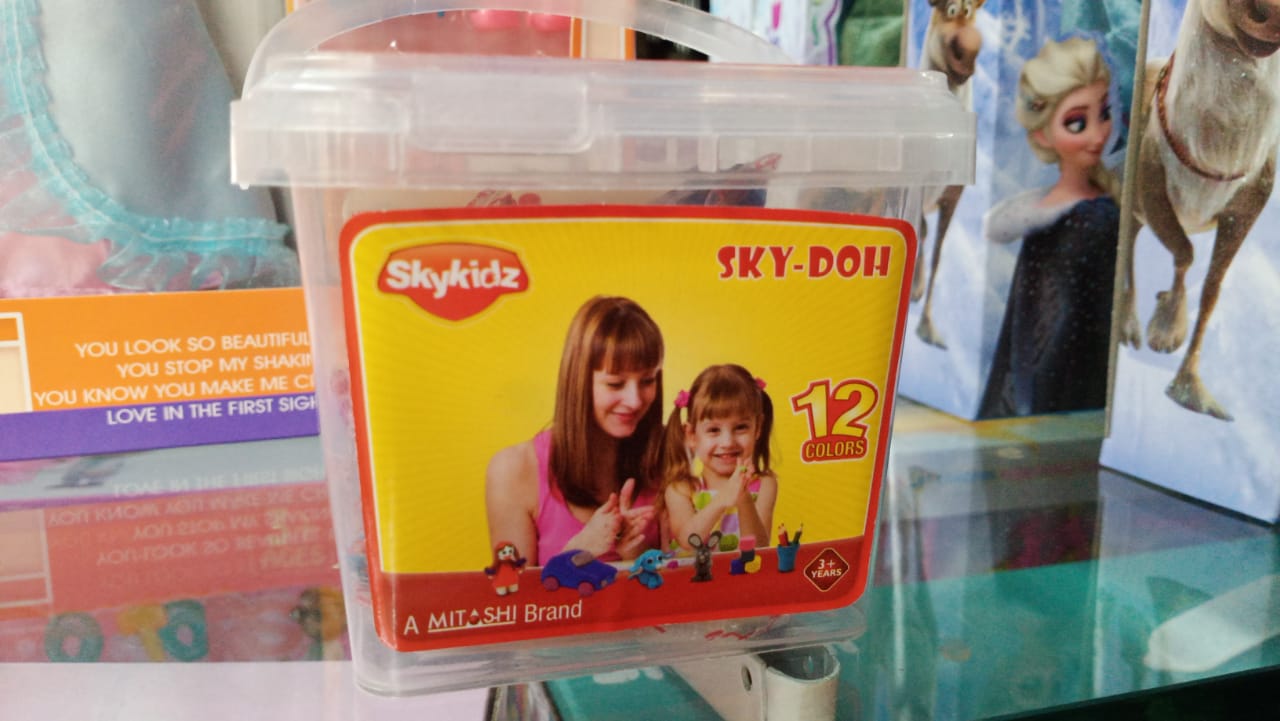 Skykidz
SKY-DOH
12
COLORS
3+
YEARS
A MITASHI Brand
YOU LOOK SO BEAUTIFUL
YOU STOP MY SHAKIN
YOU KNOW YOU MAKE ME C
LOVE IN THE FIRST SIGH